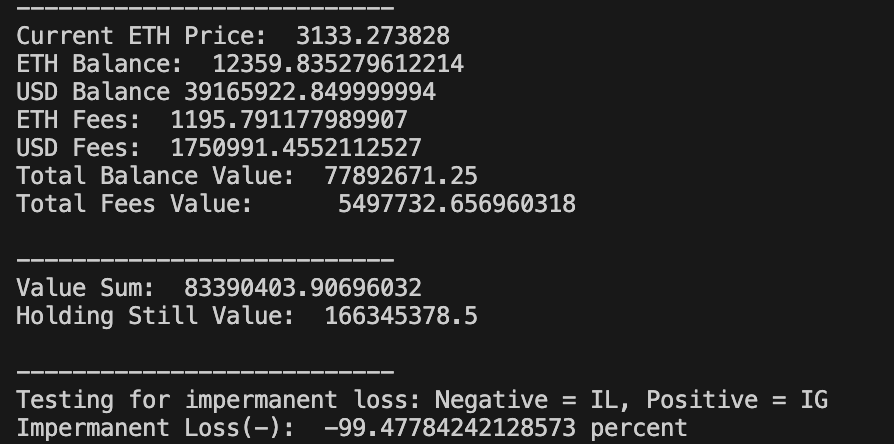 ---------------------------
Current ETH Price:  3133.273828
ETH Balance:  12359.835279612214
USD Balance 39165922.849999994
ETH Fees:  1195.791177989907
USD Fees:  1750991.4552112527
Total Balance Value:  77892671.25
Total Fees Value:      5497732.656960318
---------------------------
Value Sum:  83390403.90696032
Holding Still Value:  166345378.5
---------------------------
Testing for impermanent loss: Negative = IL, Positive = IG
Impermanent Loss(-):  -99.47784242128573 percent